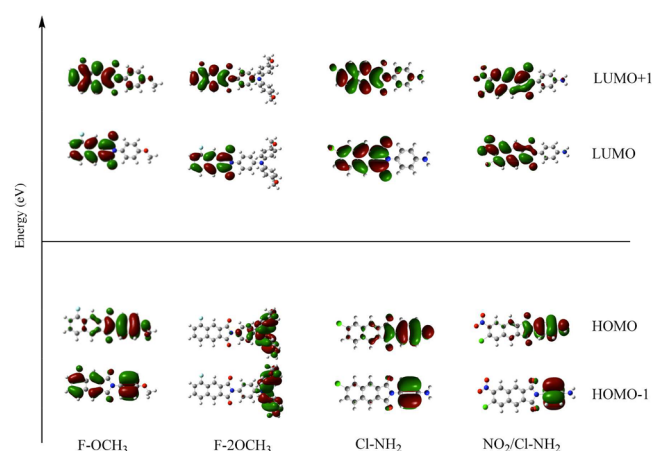 LUMO+1
LUMO
Energy (eV)
HOMO
HOMO-1
F-OCH₃
F-2OCH₃
Cl-NH₂
NO₂/Cl-NH₂